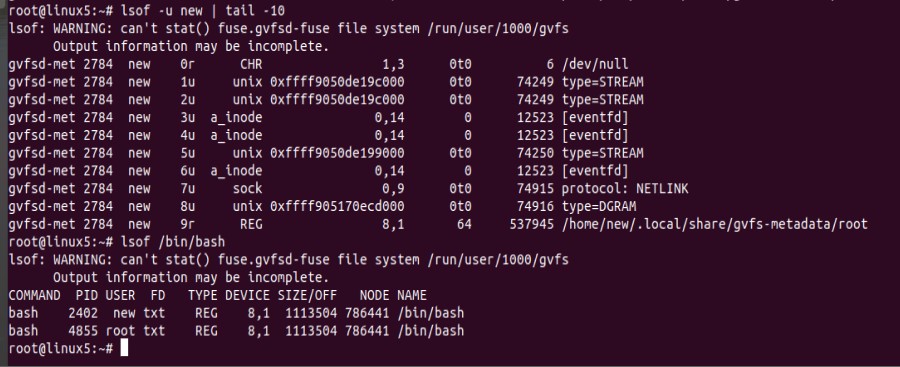 root@linux5:~# lsof -u new | tail -10
lsof: WARNING: can't stat() fuse.gvfsd-fuse file system /run/user/1000/gvfs
      Output information may be incomplete.
gvfsd-met 2784  new    0r      CHR                1,3      0t0          6 /dev/null
gvfsd-met 2784  new    1u     unix 0xffff9050de19c000      0t0      74249 type=STREAM
gvfsd-met 2784  new    2u     unix 0xffff9050de19c000      0t0      74249 type=STREAM
gvfsd-met 2784  new    3u  a_inode               0,14        0      12523 [eventfd]
gvfsd-met 2784  new    4u  a_inode               0,14        0      12523 [eventfd]
gvfsd-met 2784  new    5u     unix 0xffff9050de199000      0t0      74250 type=STREAM
gvfsd-met 2784  new    6u  a_inode               0,14        0      12523 [eventfd]
gvfsd-met 2784  new    7u     sock                0,9      0t0      74915 protocol: NETLINK
gvfsd-met 2784  new    8u     unix 0xffff905170ecd000      0t0      74916 type=DGRAM
gvfsd-met 2784  new    9r      REG                8,1       64     537945 /home/new/.local/share/gvfs-metadata/root
root@linux5:~# lsof /bin/bash
lsof: WARNING: can't stat() fuse.gvfsd-fuse file system /run/user/1000/gvfs
      Output information may be incomplete.
COMMAND  PID USER  FD   TYPE DEVICE SIZE/OFF   NODE NAME
bash    2402  new txt    REG    8,1  1113504 786441 /bin/bash
bash    4855 root txt    REG    8,1  1113504 786441 /bin/bash
root@linux5:~#